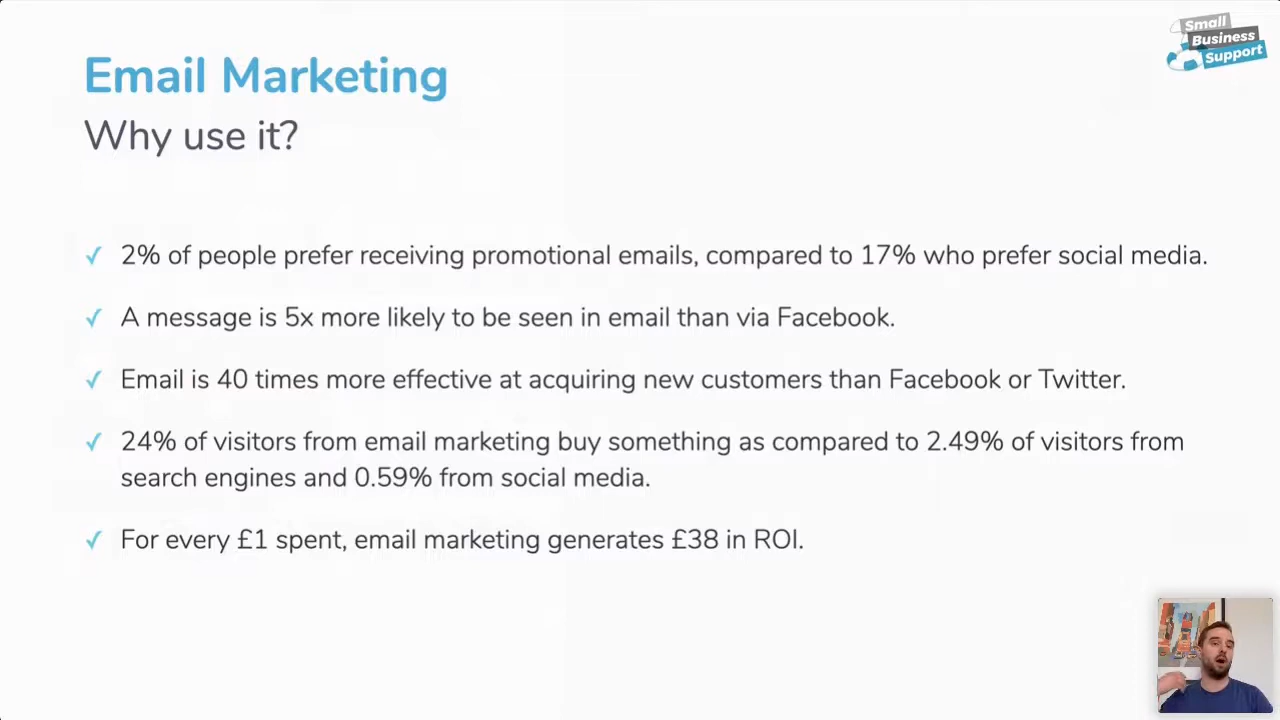 Small
Business
Support
Email Marketing
Why use it?
✓ 2% of people prefer receiving promotional emails, compared to 17% who prefer social media.
✓ A message is 5x more likely to be seen in email than via Facebook.
✓ Email is 40 times more effective at acquiring new customers than Facebook or Twitter.
✓ 24% of visitors from email marketing buy something as compared to 2.49% of visitors from
search engines and 0.59% from social media.
✓ For every £1 spent, email marketing generates £38 in ROI.